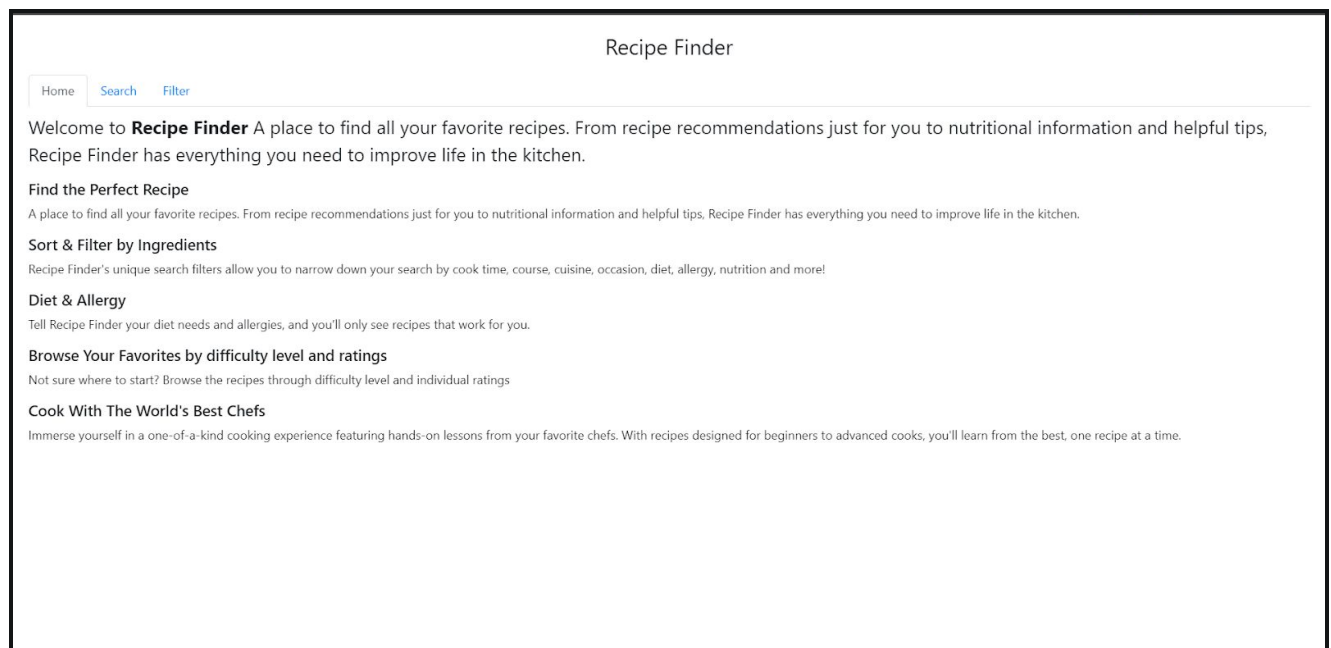 Recipe Finder
Home Search Filter
Welcome to Recipe Finder A place to find all your favorite recipes. From recipe recommendations just for you to nutritional information and helpful tips,
Recipe Finder has everything you need to improve life in the kitchen.
Find the Perfect Recipe
A place to find all your favorite recipes. From recipe recommendations just for you to nutritional information and helpful tips, Recipe Finder has everything you need to improve life in the kitchen.
Sort & Filter by Ingredients
Recipe Finder's unique search filters allow you to narrow down your search by cook time, course, cuisine, occasion, diet, allergy, nutrition and more!
Diet & Allergy
Tell Recipe Finder your diet needs and allergies, and you'll only see recipes that work for you.
Browse Your Favorites by difficulty level and ratings
Not sure where to start? Browse the recipes through difficulty level and individual ratings
Cook With The World's Best Chefs
Immerse yourself in a one-of-a-kind cooking experience featuring hands-on lessons from your favorite chefs. With recipes designed for beginners to advanced cooks, you'll learn from the best, one recipe at a time.